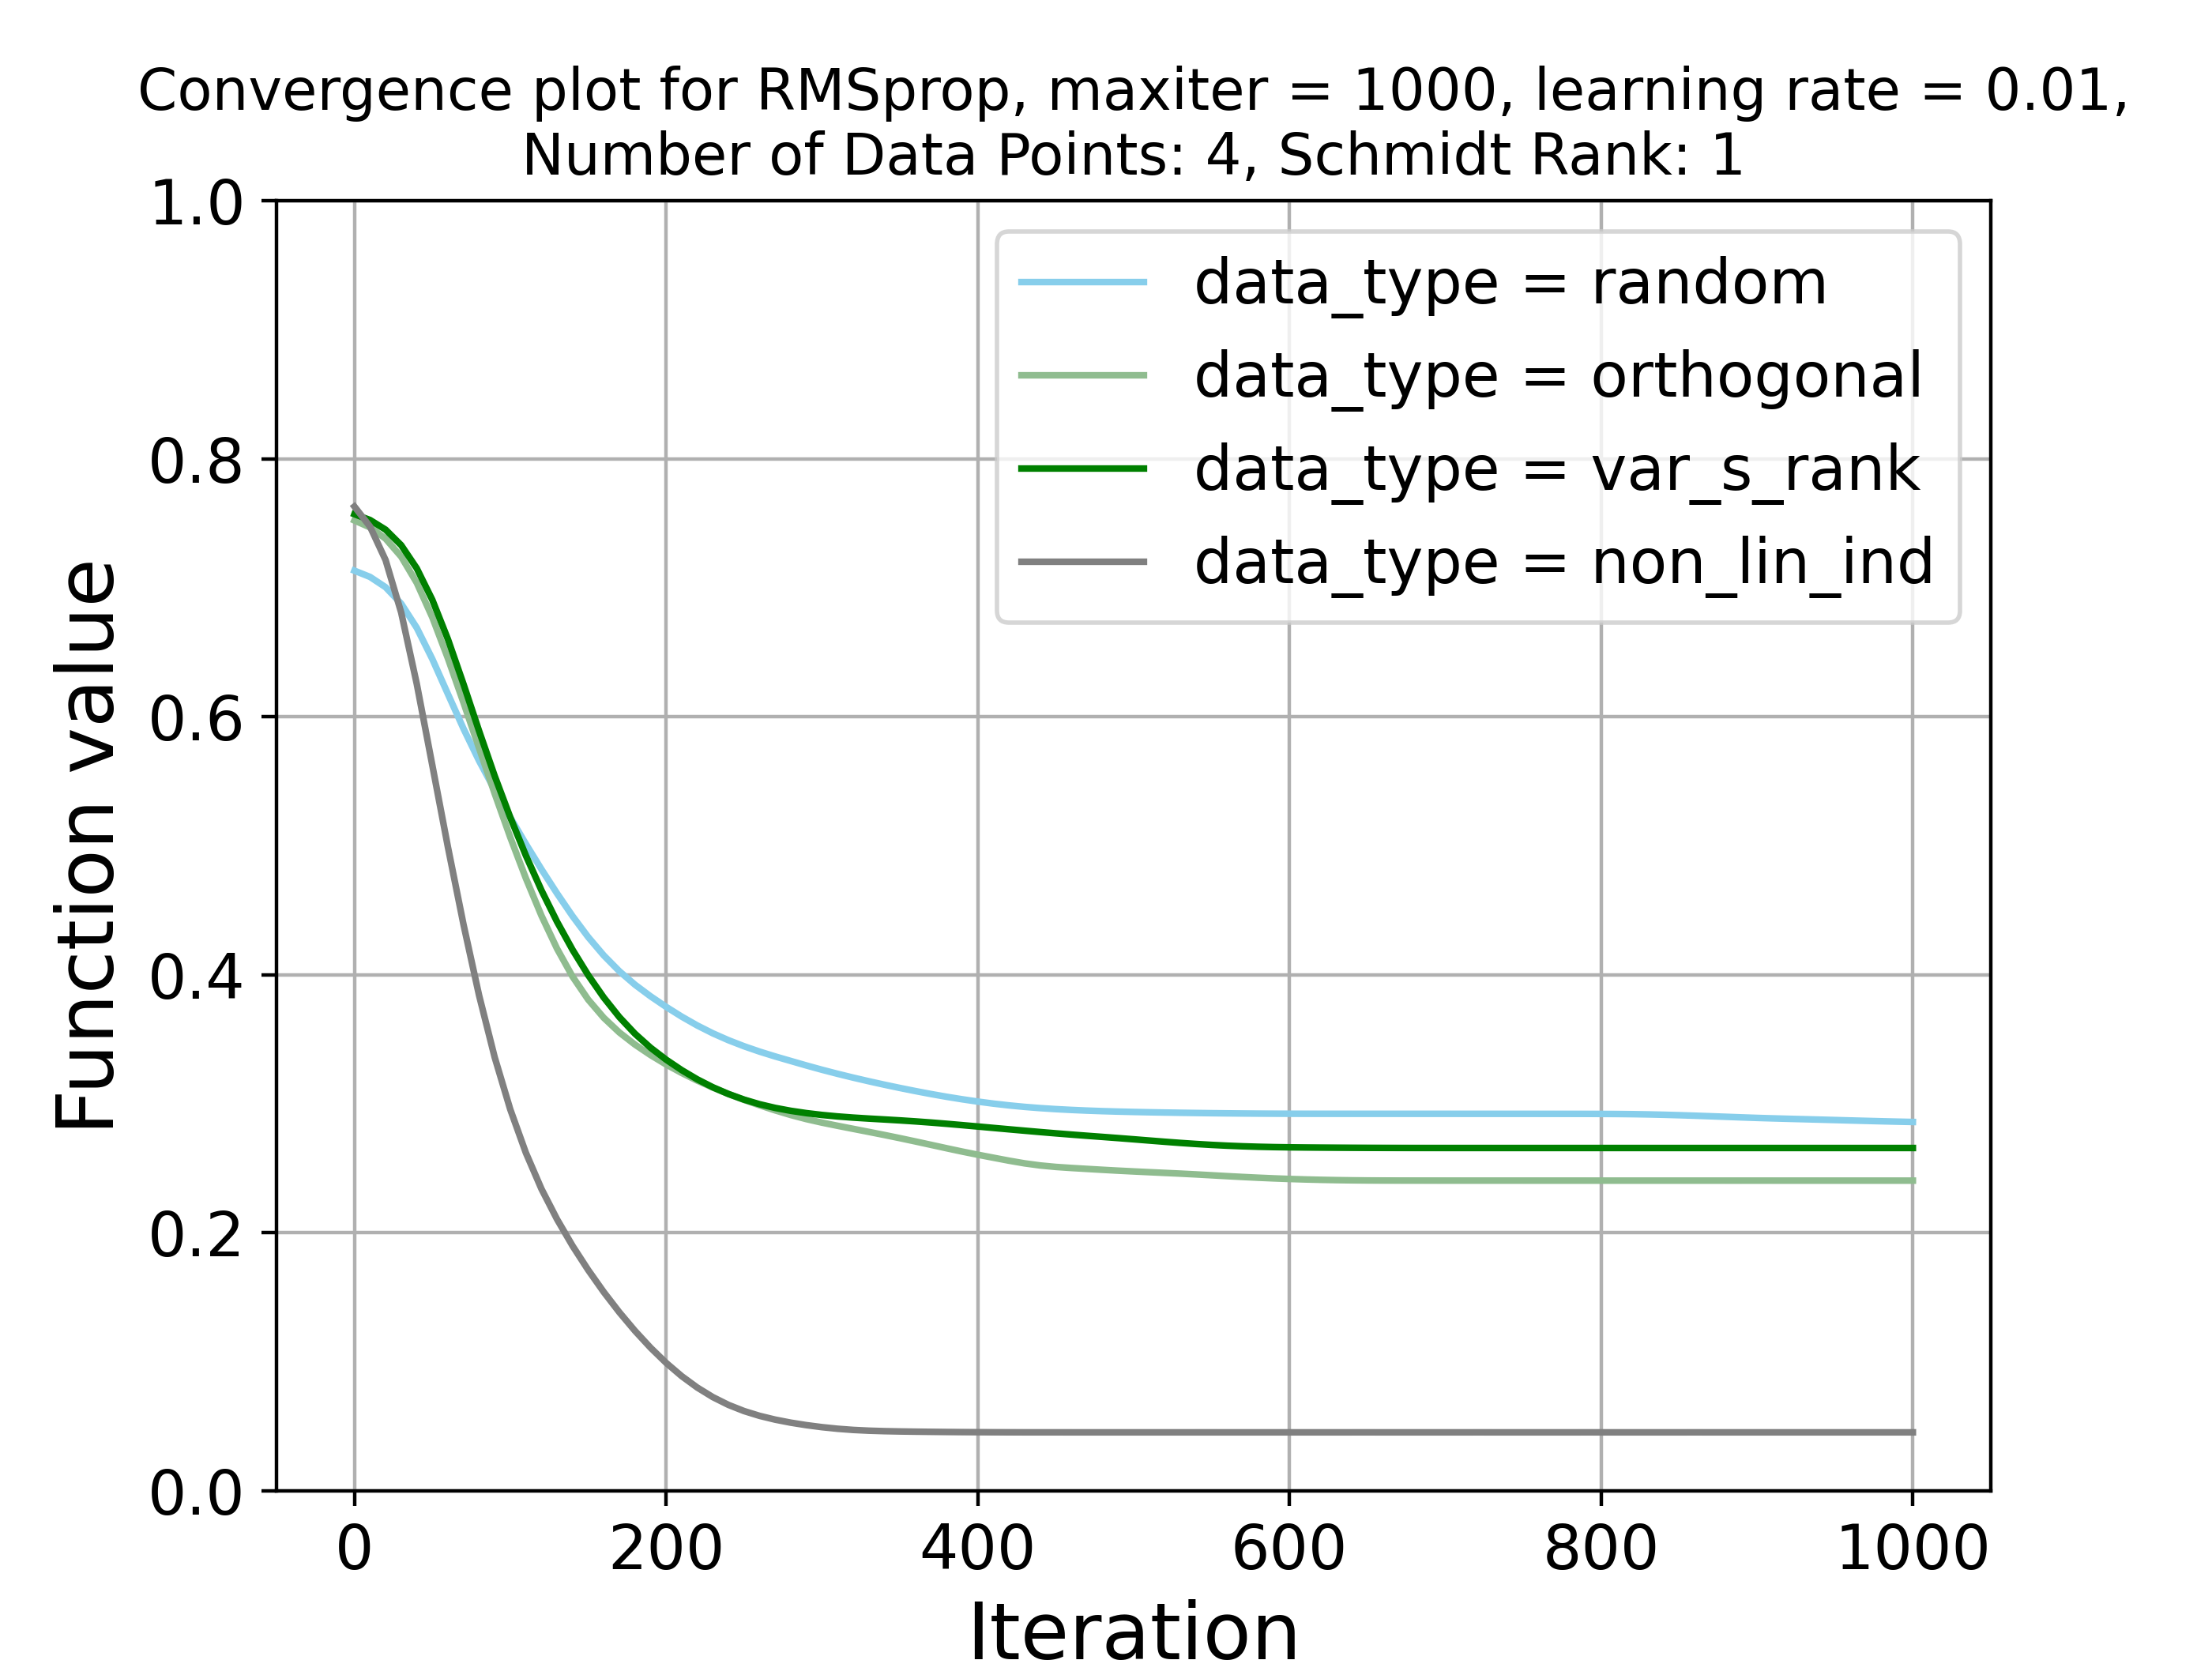 Convergence plot for RMSprop, maxiter = 1000, learning rate = 0.01,
Number of Data Points: 4, Schmidt Rank: 1
1.0
0.8
0.6
0.4
0.2
0.0
Function value
data_type = random
data_type = orthogonal
data_type = var_s_rank
data_type = non_lin_ind
0 200 400 600 800 1000
Iteration